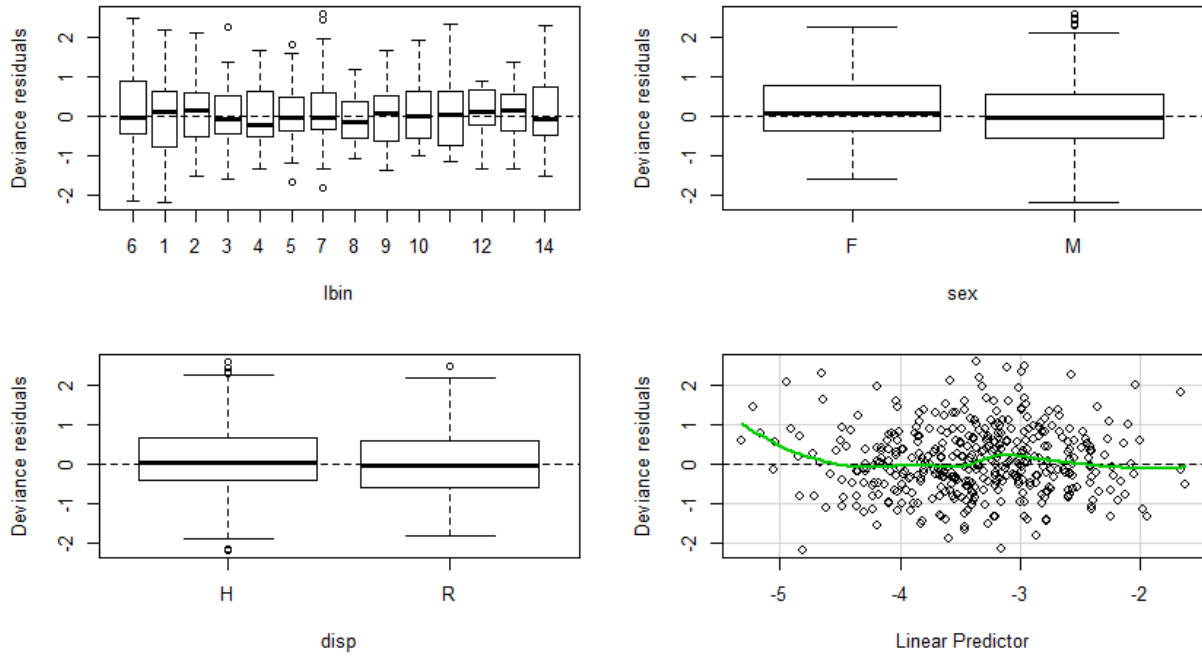 Deviance residuals
2
1
0
-1
-2
6 1 2 3 4 5 7 8 9 10 12 14
lbin
Deviance residuals
2
1
0
-1
-2
F M
sex
Deviance residuals
2
1
0
-1
-2
H R
disp
Deviance residuals
2
1
0
-1
-2
-5 -4 -3 -2
Linear Predictor